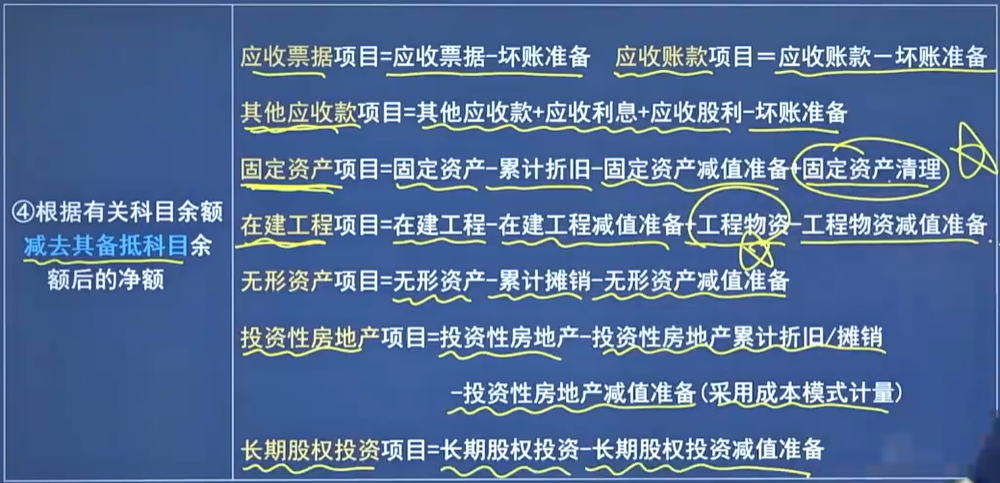 ④根据有关科目余额
减去其备抵科目余
额后的净额
应收票据项目=应收票据-坏账准备 应收账款项目=应收账款-坏账准备
其他应收款项目=其他应收款+应收利息+应收股利-坏账准备
固定资产项目=固定资产-累计折旧-固定资产减值准备+固定资产清理
在建工程项目=在建工程-在建工程减值准备+工程物资-工程物资减值准备
无形资产项目=无形资产-累计摊销-无形资产减值准备
投资性房地产项目=投资性房地产-投资性房地产累计折旧/摊销
-投资性房地产减值准备(采用成本模式计量)
长期股权投资项目=长期股权投资-长期股权投资减值准备